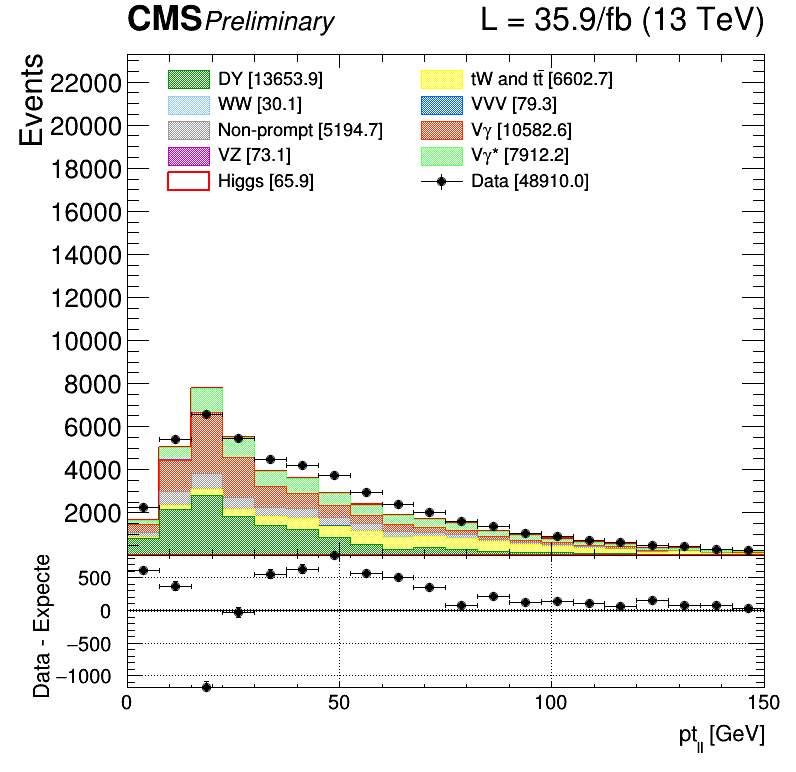 CMS Preliminary L = 35.9/fb (13 TeV)
Events
22000
20000
18000
16000
14000
12000
10000
8000
6000
4000
2000
DY [13653.9]
WW [30.1]
Non-prompt [5194.7]
VZ [73.1]
Higgs [65.9]
tW and tt̄ [6602.7]
VVV [79.3]
Vγ [10582.6]
Vγ* [7912.2]
Data [48910.0]
Data - Expecte
500
0
−500
−1000
0 50 100 150
pt_ll [GeV]